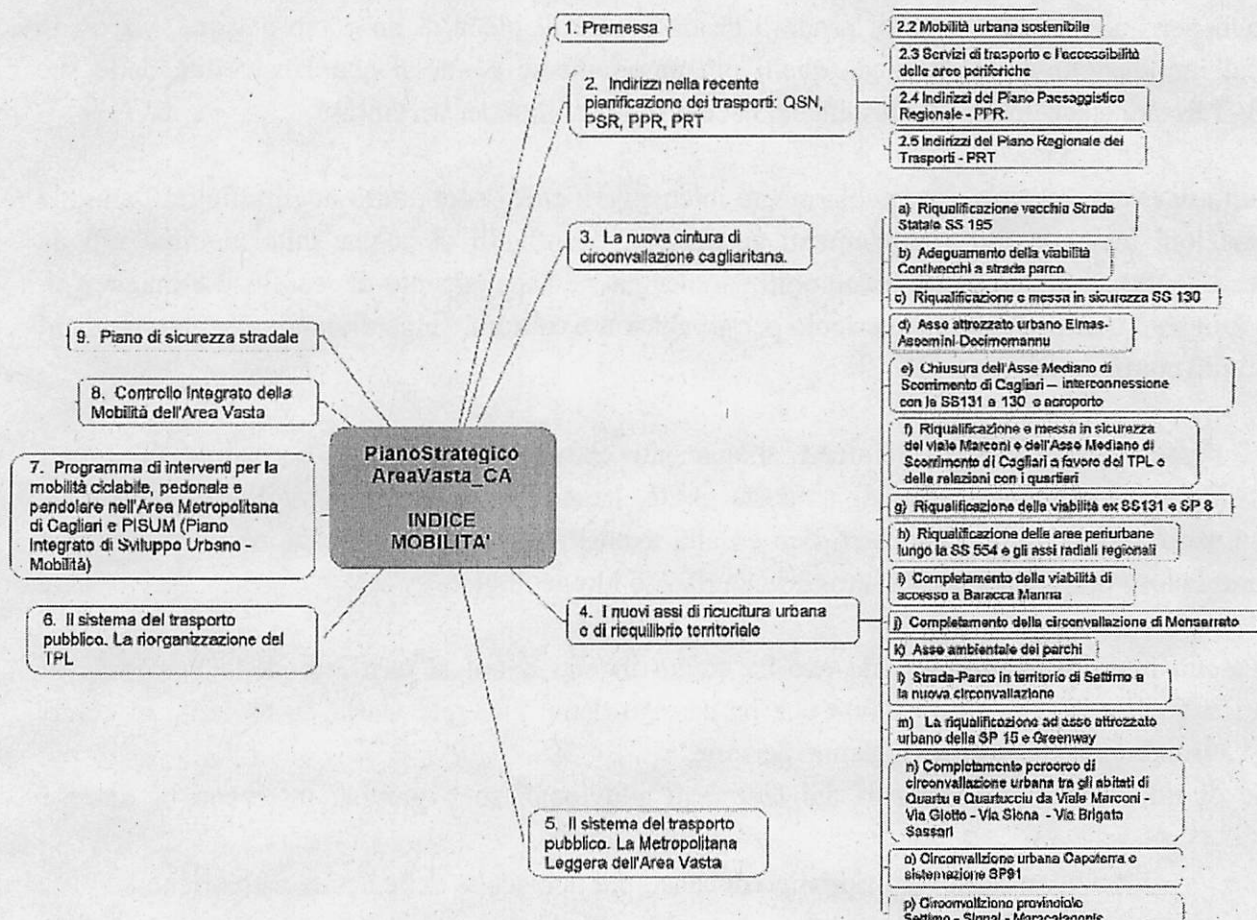 1. Premessa
2. Indirizzi nella recente
pianificazione dei trasporti: QSN,
PSR, PPR, PRT
2.2 Mobilità urbana sostenibile
2.3 Servizi di trasporto e l'accessibilità
delle aree periferiche
2.4 Indirizzi del Piano Paesaggistico
Regionale - PPR.
2.5 Indirizzi del Piano Regionale dei
Trasporti - PRT
3. La nuova cintura di
circonvallazione cagliaritana.
PianoStrategico
AreaVasta_CA
INDICE
MOBILITA'
4. I nuovi assi di ricucitura urbana
e di riequilibrio territoriale
a) Riqualificazione vecchia Strada
Statale SS 195
b) Adeguamento della viabilità
Contivecchi a strada parco
c) Riqualificazione e messa in sicurezza SS 130
d) Asse attrezzato urbano Elmas-
Assemini-Decimomannu
e) Chiusura dell'Asse Mediano di
Scorrimento di Cagliari – interconnessione
con la SS131 e 130 e aeroporto
f) Riqualificazione e messa in sicurezza
del viale Marconi e dell'Asse Mediano di
Scorrimento di Cagliari a favore del TPL e
delle relazioni con i quartieri
g) Riqualificazione della viabilità ex SS131 e SP 8
h) Riqualificazione delle aree periurbane
lungo la SS 554 e gli assi radiali regionali
i) Completamento della viabilità di
accesso a Baracca Manna
j) Completamento della circonvallazione di Monserrato
k) Asse ambientale dei parchi
l) Strada-Parco in territorio di Settimo e
la nuova circonvallazione
m) La riqualificazione ad asse attrezzato
urbano della SP 15 e Greenway
n) Completamento percorso di
circonvallazione urbana tra gli abitati di
Quartu e Quartucciu da Viale Marconi -
Via Giotto - Via Siena - Via Brigata
Sassari
o) Circonvallzione urbana Capoterra e
sistemazione SP91
p) Circonvallziono provinciale
Settimo - Sinnai - Maracalagonis
5. Il sistema del trasporto
pubblico. La Metropolitana
Leggera dell'Area Vasta
6. Il sistema del trasporto
pubblico. La riorganizzazione del
TPL
7. Programma di interventi per la
mobilità ciclabile, pedonale e
pendolare nell'Area Metropolitana
di Cagliari e PISUM (Piano
Integrato di Sviluppo Urbano -
Mobilità)
8. Controllo Integrato della
Mobilità dell'Area Vasta
9. Piano di sicurezza stradale